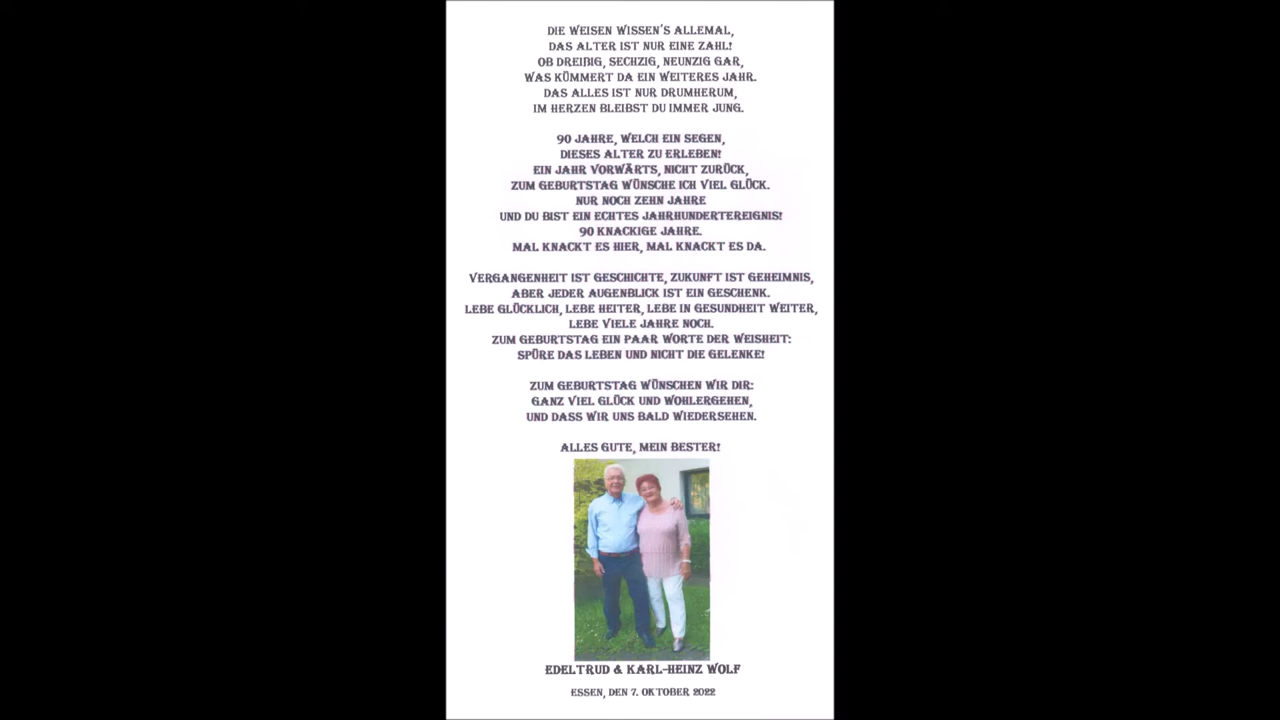 DIE WEISEN WISSEN'S ALLEMAL,
DAS ALTER IST NUR EINE ZAHL!
OB DREIßIG, SECHZIG, NEUNZIG GAR,
WAS KÜMMERT DA EIN WEITERES JAHR.
DAS ALLES IST NUR DRUMHERUM,
IM HERZEN BLEIBST DU IMMER JUNG.
90 JAHRE, WELCH EIN SEGEN,
DIESES ALTER ZU ERLEBEN!
EIN JAHR VORWÄRTS, NICHT ZURÜCK,
ZUM GEBURTSTAG WÜNSCHE ICH VIEL GLÜCK.
NUR NOCH ZEHN JAHRE
UND DU BIST EIN ECHTES JAHRHUNDERTEREIGNIS!
90 KNACKIGE JAHRE.
MAL KNACKT ES HIER, MAL KNACKT ES DA.
VERGANGENHEIT IST GESCHICHTE, ZUKUNFT IST GEHEIMNIS,
ABER JEDER AUGENBLICK IST EIN GESCHENK.
LEBE GLÜCKLICH, LEBE HEITER, LEBE IN GESUNDHEIT WEITER,
LEBE VIELE JAHRE NOCH.
ZUM GEBURTSTAG EIN PAAR WORTE DER WEISHEIT:
SPÜRE DAS LEBEN UND NICHT DIE GELENKE!
ZUM GEBURTSTAG WÜNSCHEN WIR DIR:
GANZ VIEL GLÜCK UND WOHLERGEHEN,
UND DASS WIR UNS BALD WIEDERSEHEN.
ALLES GUTE, MEIN BESTER!
EDELTRUD & KARL-HEINZ WOLF
ESSEN, DEN 7. OKTOBER 2022